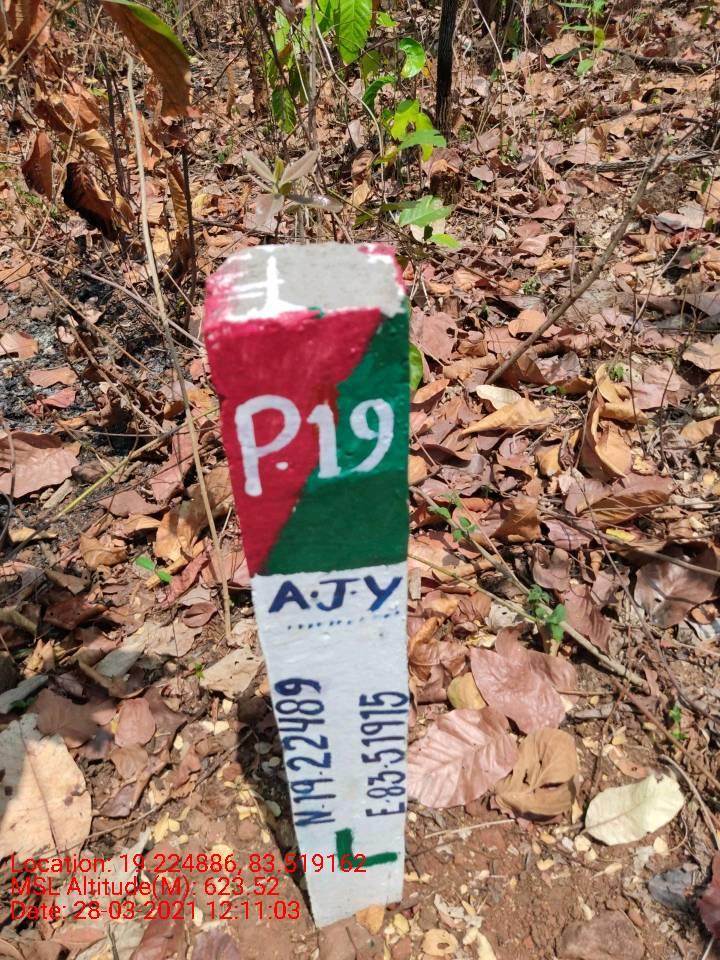 P.19
A.J.Y
N.19.22489
E.83.51915
Location: 19.224886, 83.519162
MSL Altitude(M): 623.52
Date: 28-03-2021 12:11:03